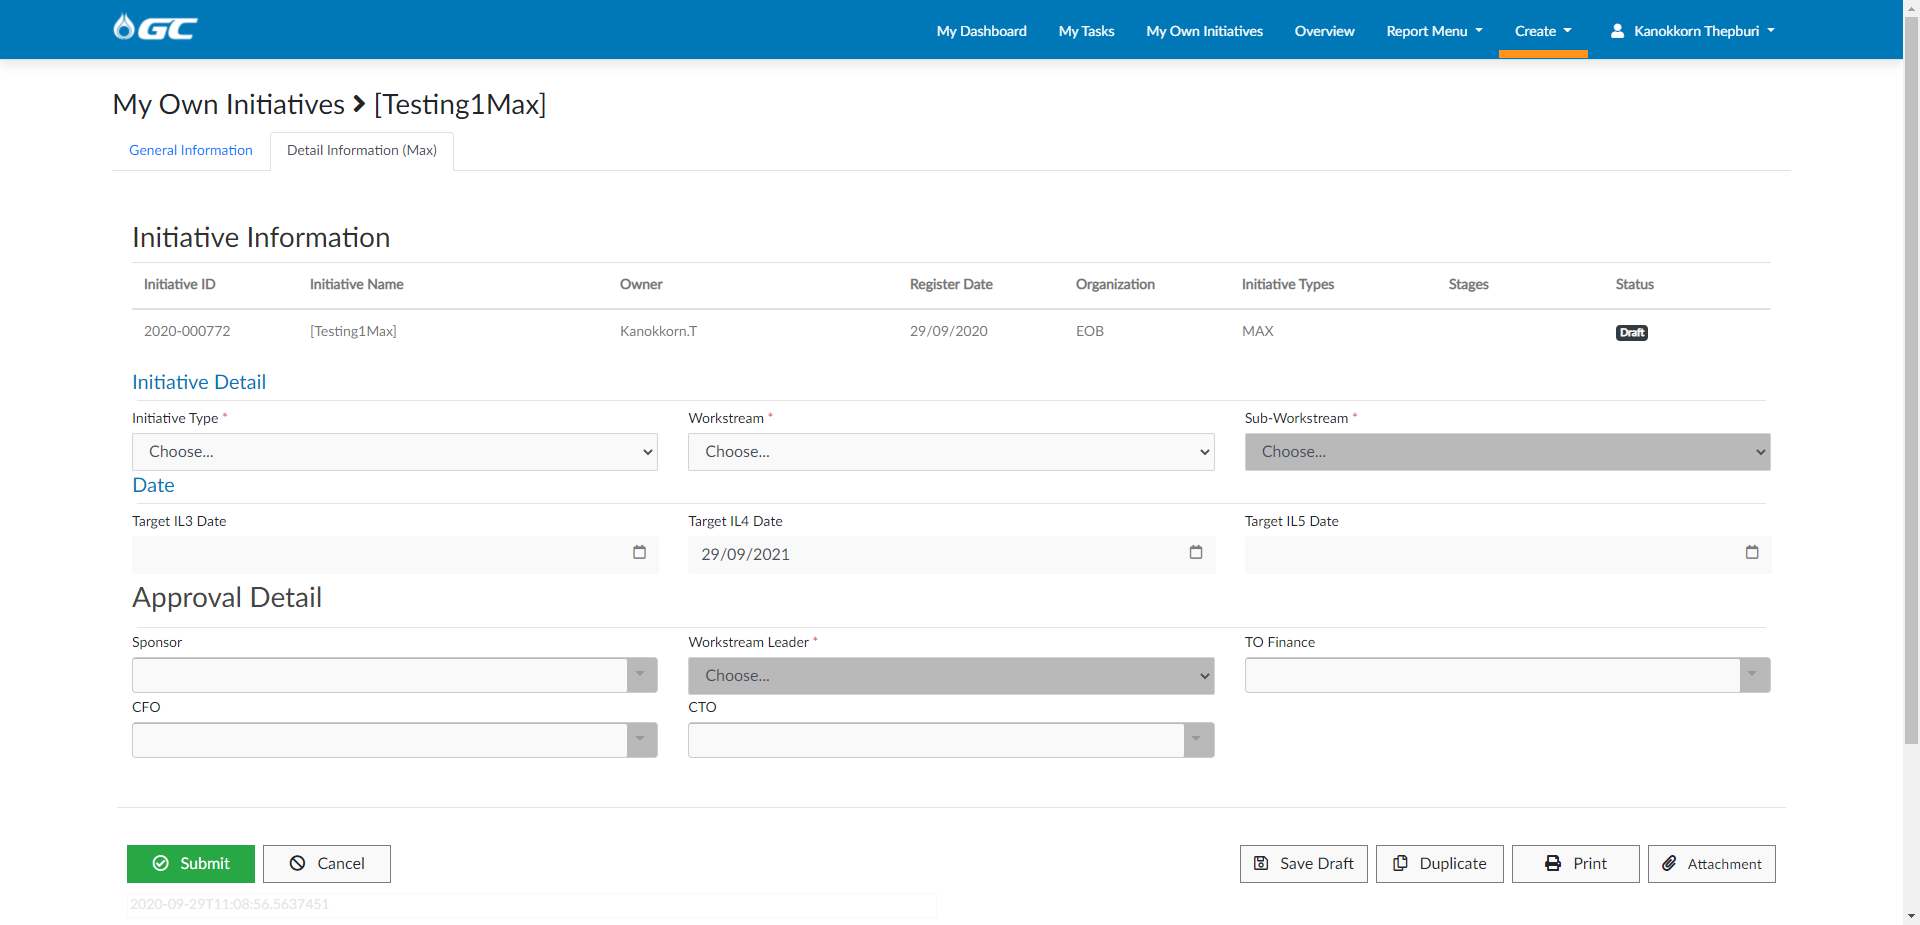 GC
My Dashboard My Tasks My Own Initiatives Overview Report Menu Create Kanokkorn Thepburi
My Own Initiatives > [Testing1Max]
General Information Detail Information (Max)
Initiative Information
Initiative ID Initiative Name Owner Register Date Organization Initiative Types Stages Status
2020-000772 [Testing1Max] Kanokkorn.T 29/09/2020 EOB MAX Draft
Initiative Detail
Initiative Type * Workstream * Sub-Workstream *
Choose... Choose... Choose...
Date
Target IL3 Date Target IL4 Date Target IL5 Date
29/09/2021
Approval Detail
Sponsor Workstream Leader * TO Finance
Choose...
CFO CTO
Submit Cancel Save Draft Duplicate Print Attachment
2020-09-29T11:08:56.5637451